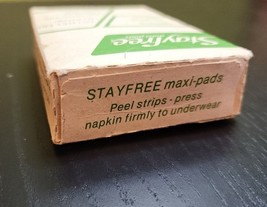 Stayfree
STAYFREE maxi-pads
Peel strips - press
napkin firmly to underwear